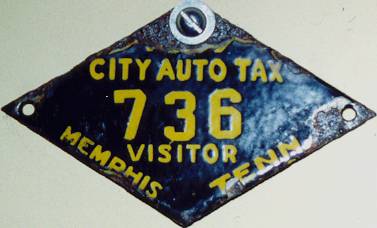 CITY AUTO TAX
736
VISITOR
MEMPHIS TENN